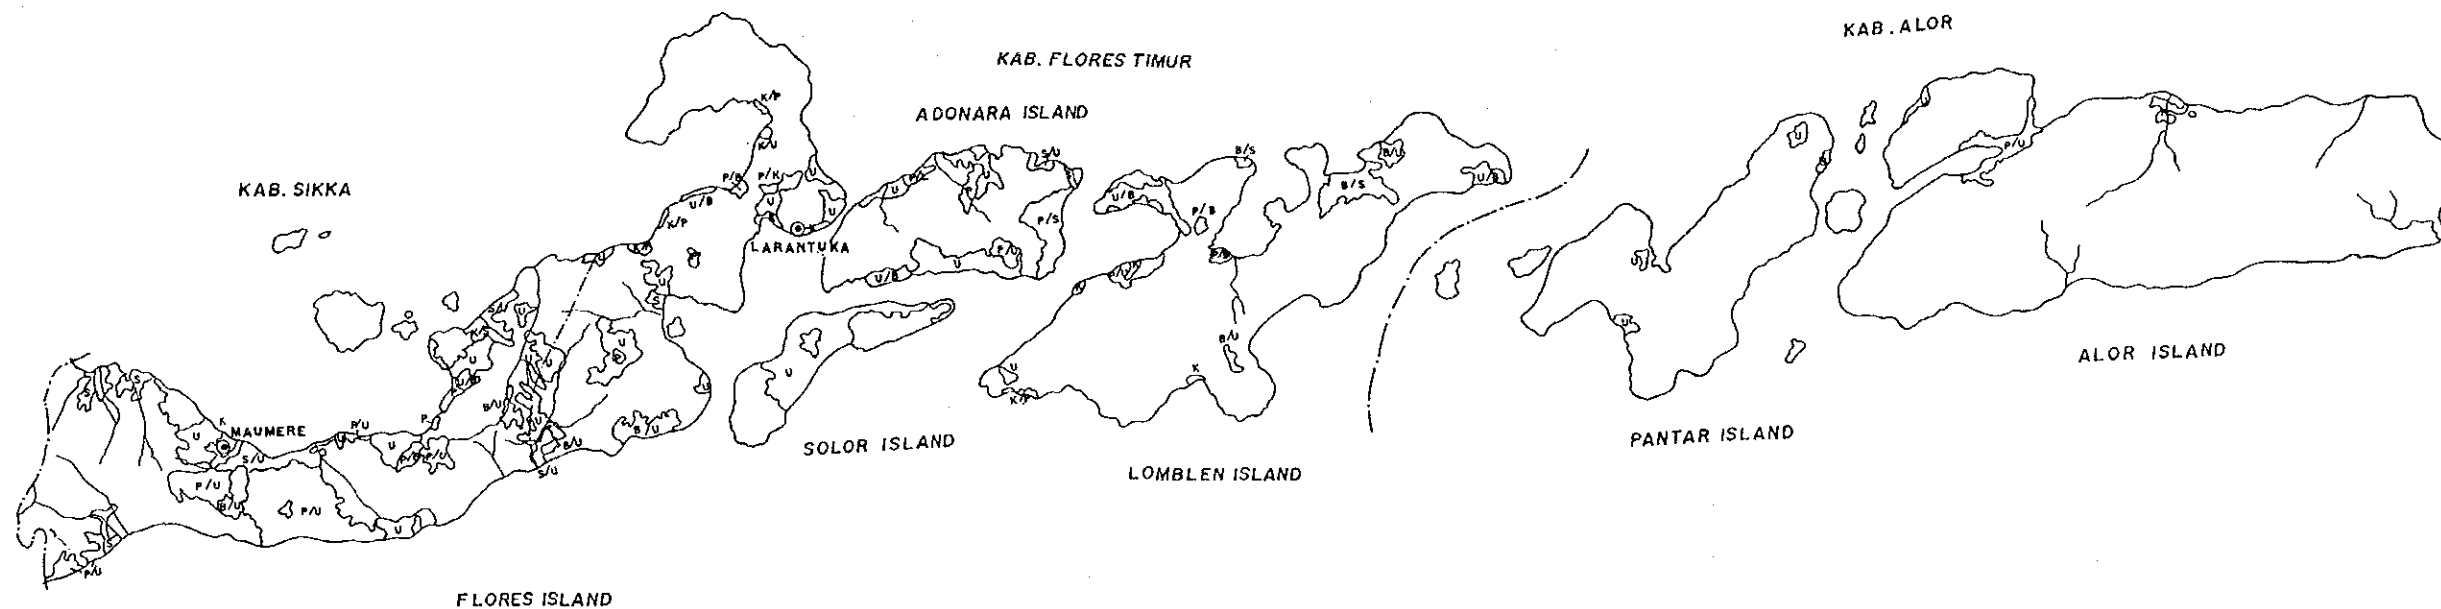 KAB. ALOR
KAB. FLORES TIMUR
ADONARA ISLAND
KAB. SIKKA
K/P
K/U
S/U
B/S
B/U
U
P/B
P/K
U
U
P/S
B/S
U/B
U/B
U/B
P/B
P/U
K/P
LARANTUKA
U
U
U
U
U/B
U
S
U
U
U
U
U
S
S
U
K
U
B/U
ALOR ISLAND
K
K/P
P
B/U
U
B/U
B/U
K
MAUMERE
P/U
U
U
S/U
P/U
S/U
PANTAR ISLAND
SOLOR ISLAND
LOMBLEN ISLAND
P/U
B/U
P/U
U
S
P/U
FLORES ISLAND